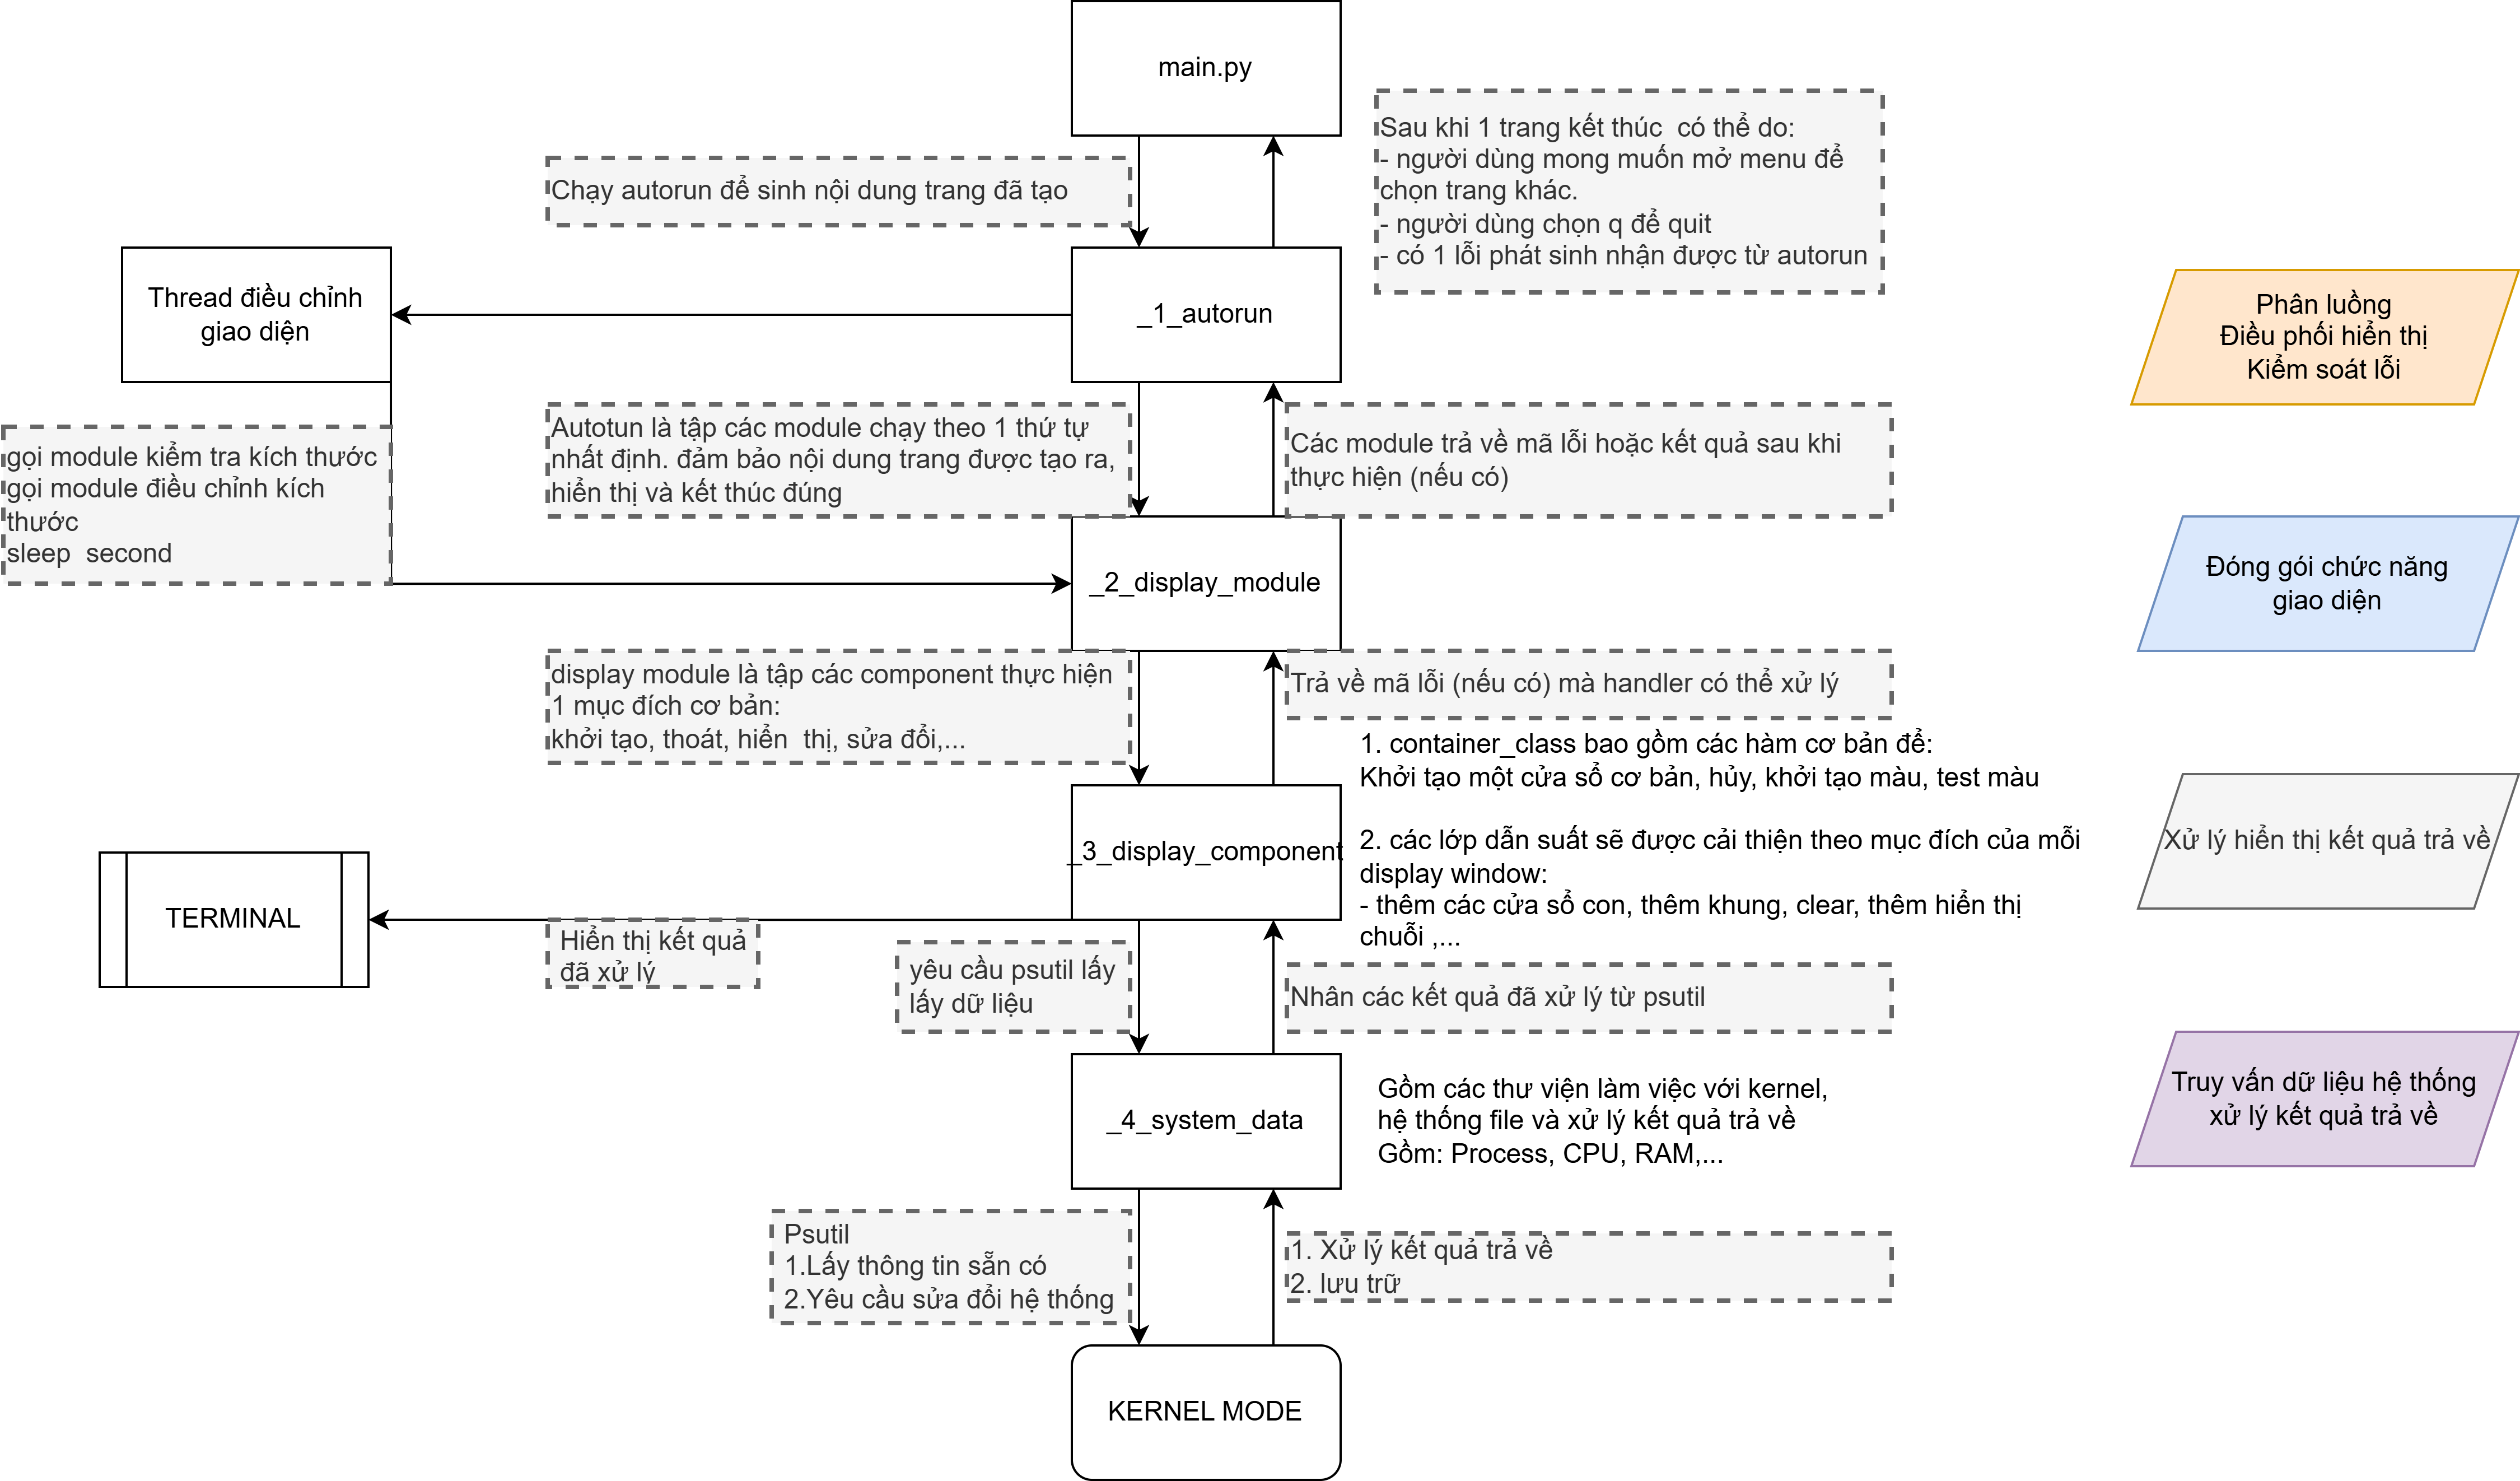 main.py
Sau khi 1 trang kết thúc  có thể do:
- người dùng mong muốn mở menu để
chọn trang khác.
- người dùng chọn q để quit
- có 1 lỗi phát sinh nhận được từ autorun
Chạy autorun để sinh nội dung trang đã tạo
Thread điều chỉnh
giao diện
_1_autorun
Phân luồng
Điều phối hiển thị
Kiểm soát lỗi
gọi module kiểm tra kích thước
gọi module điều chỉnh kích
thước
sleep  second
Autotun là tập các module chạy theo 1 thứ tự
nhất định. đảm bảo nội dung trang được tạo ra,
hiển thị và kết thúc đúng
Các module trả về mã lỗi hoặc kết quả sau khi
thực hiện (nếu có)
_2_display_module
Đóng gói chức năng
giao diện
display module là tập các component thực hiện
1 mục đích cơ bản:
khởi tạo, thoát, hiển  thị, sửa đổi,...
Trả về mã lỗi (nếu có) mà handler có thể xử lý
1. container_class bao gồm các hàm cơ bản để:
Khởi tạo một cửa sổ cơ bản, hủy, khởi tạo màu, test màu
2. các lớp dẫn suất sẽ được cải thiện theo mục đích của mỗi
display window:
- thêm các cửa sổ con, thêm khung, clear, thêm hiển thị
chuỗi ,...
_3_display_component
Xử lý hiển thị kết quả trả về
TERMINAL
Hiển thị kết quả
đã xử lý
yêu cầu psutil lấy
lấy dữ liệu
Nhân các kết quả đã xử lý từ psutil
_4_system_data
Gồm các thư viện làm việc với kernel,
hệ thống file và xử lý kết quả trả về
Gồm: Process, CPU, RAM,...
Truy vấn dữ liệu hệ thống
xử lý kết quả trả về
Psutil
1.Lấy thông tin sẵn có
2.Yêu cầu sửa đổi hệ thống
1. Xử lý kết quả trả về
2. lưu trữ
KERNEL MODE